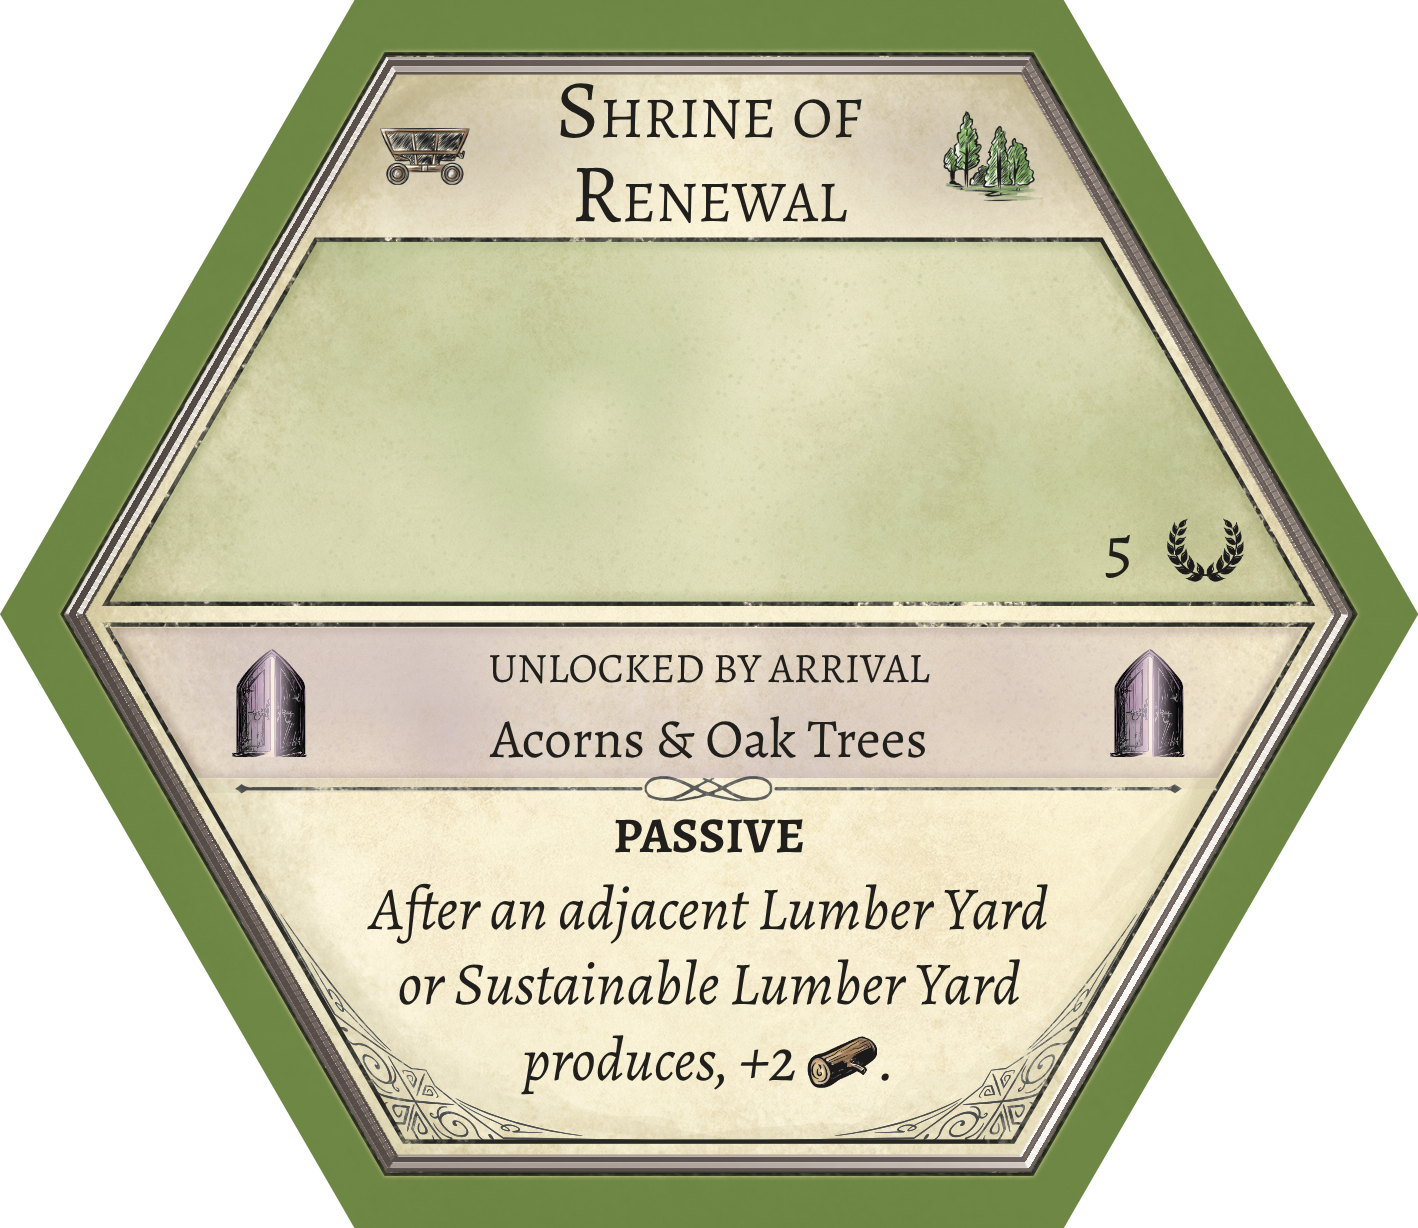 Shrine of
Renewal
5
UNLOCKED BY ARRIVAL
Acorns & Oak Trees
PASSIVE
After an adjacent Lumber Yard
or Sustainable Lumber Yard
produces, +2 .